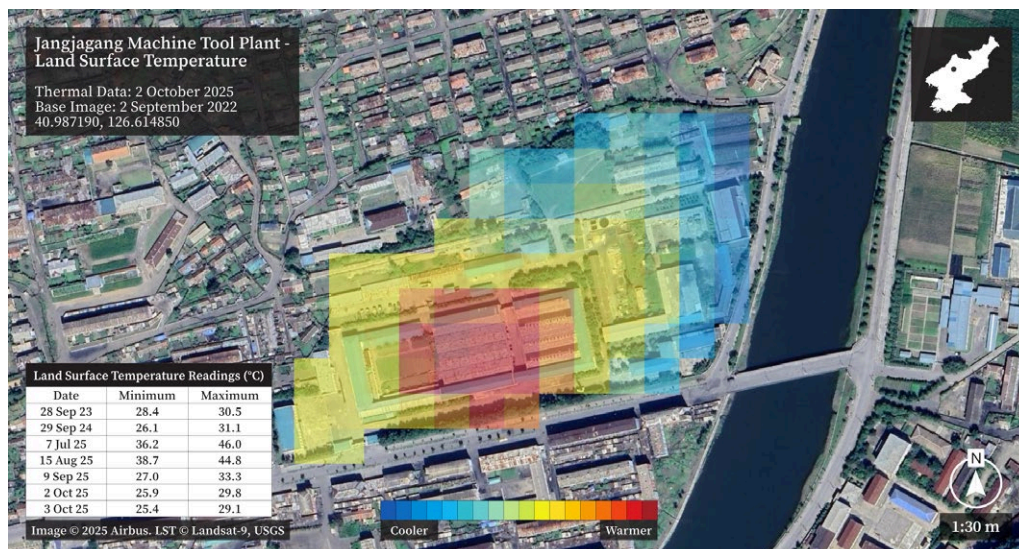 Jangjagang Machine Tool Plant -
Land Surface Temperature
Thermal Data: 2 October 2025
Base Image: 2 September 2022
40.987190, 126.614850
Land Surface Temperature Readings (°C)
Date Minimum Maximum
28 Sep 23 28.4 30.5
29 Sep 24 26.1 31.1
7 Jul 25 36.2 46.0
15 Aug 25 38.7 44.8
9 Sep 25 27.0 33.3
2 Oct 25 25.9 29.8
3 Oct 25 25.4 29.1
Image © 2025 Airbus. LST © Landsat-9, USGS
Cooler Warmer
N
1:30 m